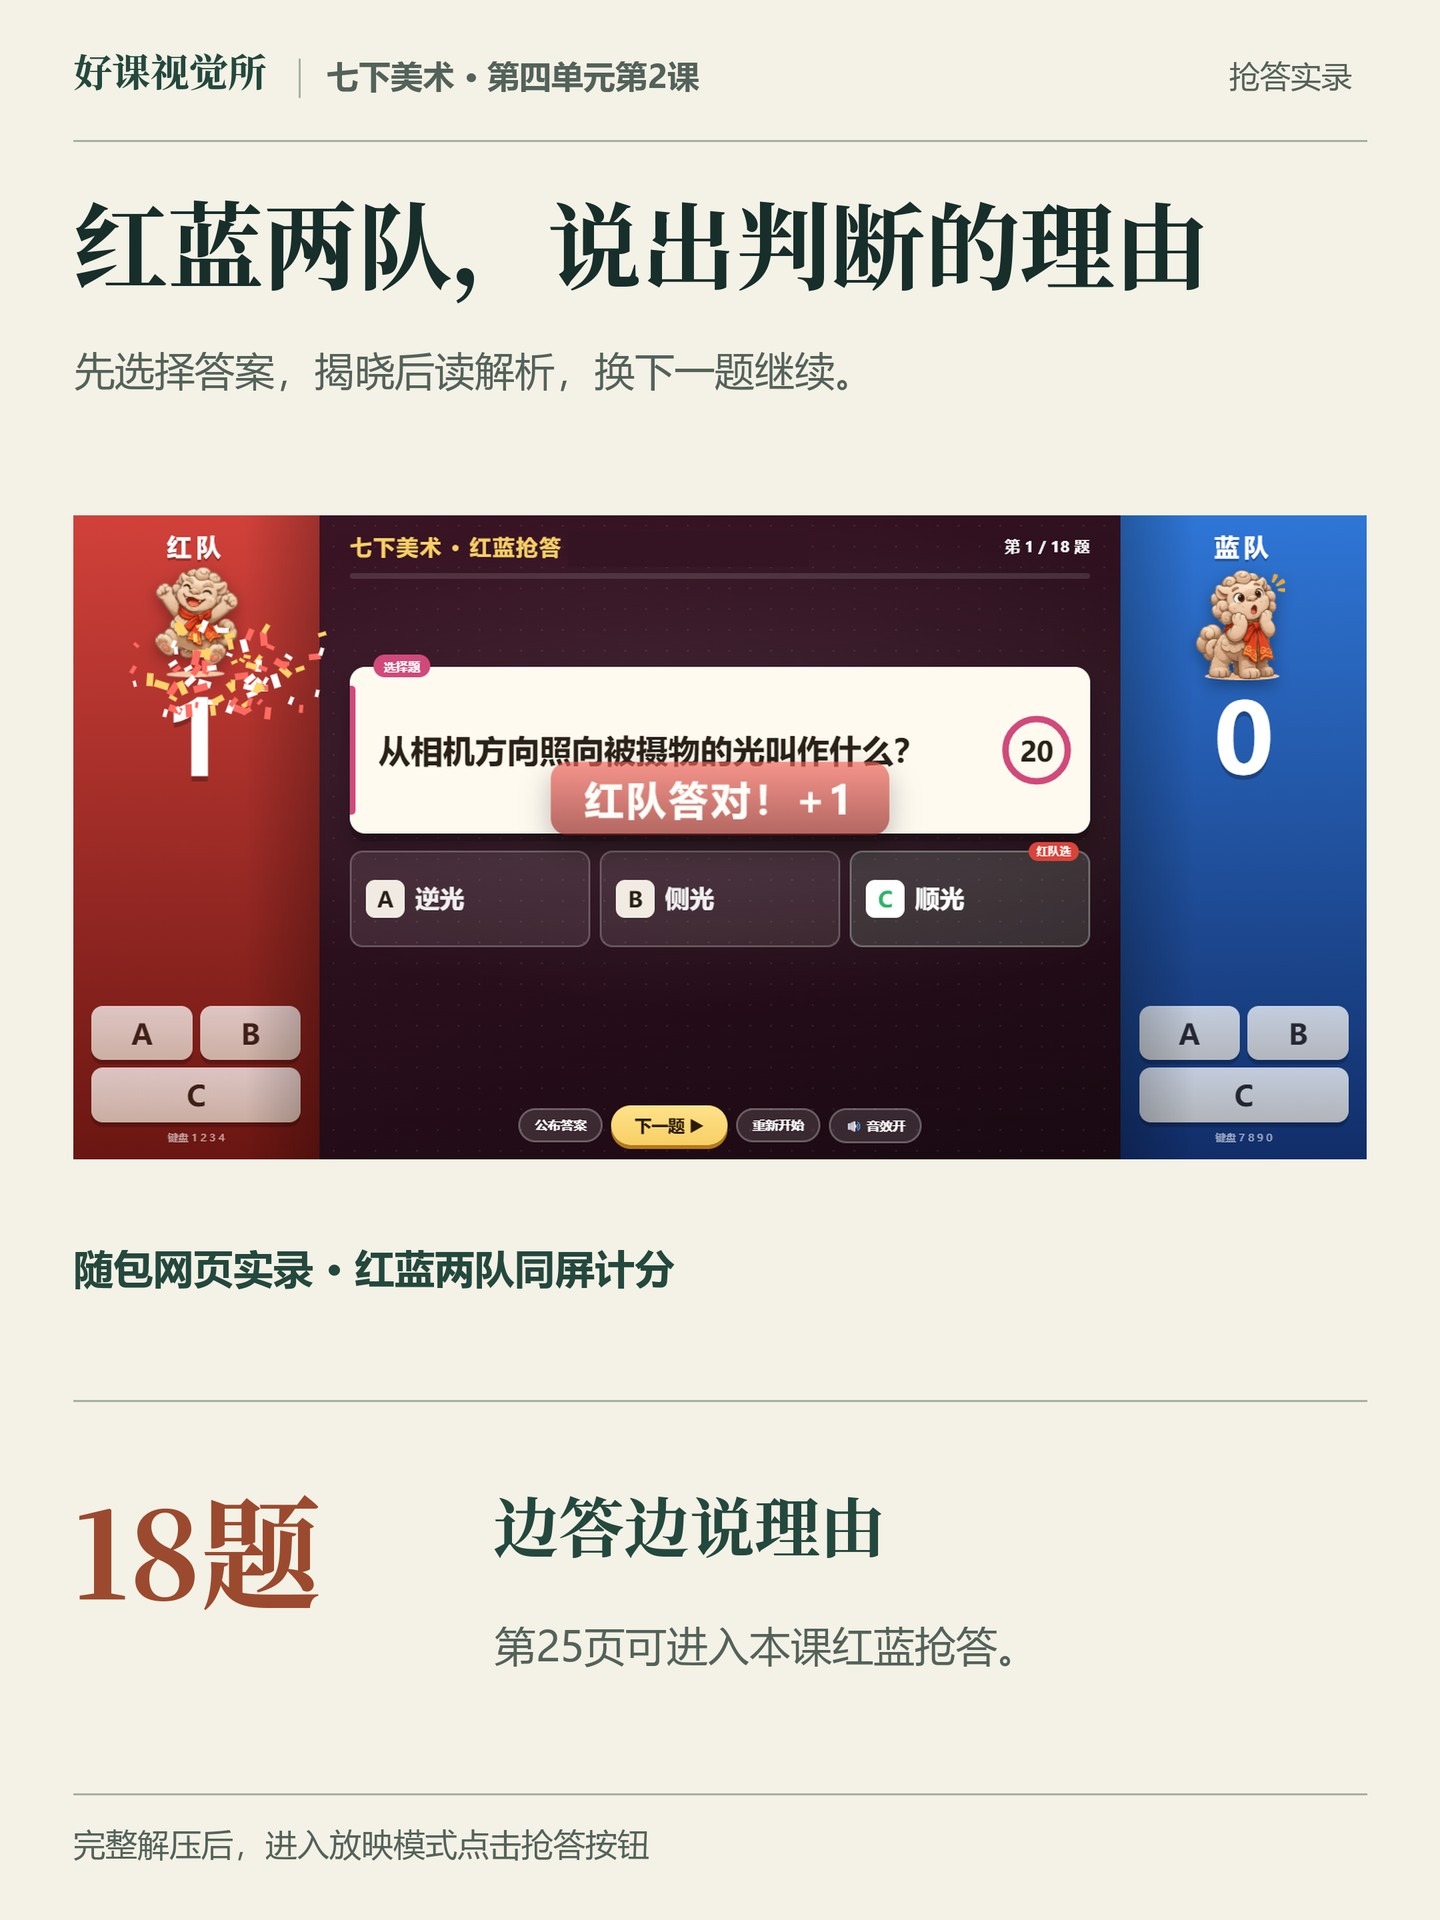 好课视觉所
七下美术·第四单元第2课
抢答实录
红蓝两队，说出判断的理由
先选择答案，揭晓后读解析，换下一题继续。
红队
七下美术·红蓝抢答
第 1 / 18 题
蓝队
选择题
1
从相机方向照向被摄物的光叫作什么？
20
0
红队答对！+1
红队选
A 逆光
B 侧光
C 顺光
A
B
C
键盘 1 2 3 4
A
B
C
键盘 7 8 9 0
公布答案
下一题 ▶
重新开始
🔊 音效开
随包网页实录·红蓝两队同屏计分
18题
边答边说理由
第25页可进入本课红蓝抢答。
完整解压后，进入放映模式点击抢答按钮